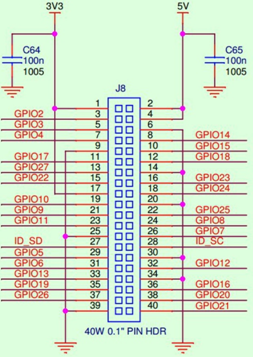 3V3 5V
C64 C65
100n 100n
1005 1005
J8
1 2
GPIO2 3 4
GPIO3 5 6
GPIO4 7 8 GPIO14
9 10 GPIO15
GPIO17 11 12 GPIO18
GPIO27 13 14
GPIO22 15 16 GPIO23
17 18 GPIO24
GPIO10 19 20
GPIO9 21 22 GPIO25
GPIO11 23 24 GPIO8
25 26 GPIO7
ID_SD 27 28 ID_SC
GPIO5 29 30
GPIO6 31 32 GPIO12
GPIO13 33 34
GPIO19 35 36 GPIO16
GPIO26 37 38 GPIO20
39 40 GPIO21
40W 0.1" PIN HDR